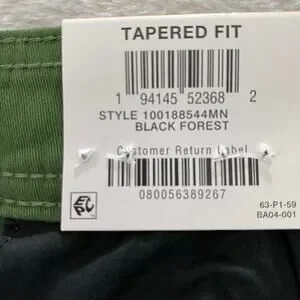 TAPERED FIT
1 94145 52368 2
STYLE 100188544MN
BLACK FOREST
Customer Return Label
080056389267
EPC
63-P1-59
BA04-001